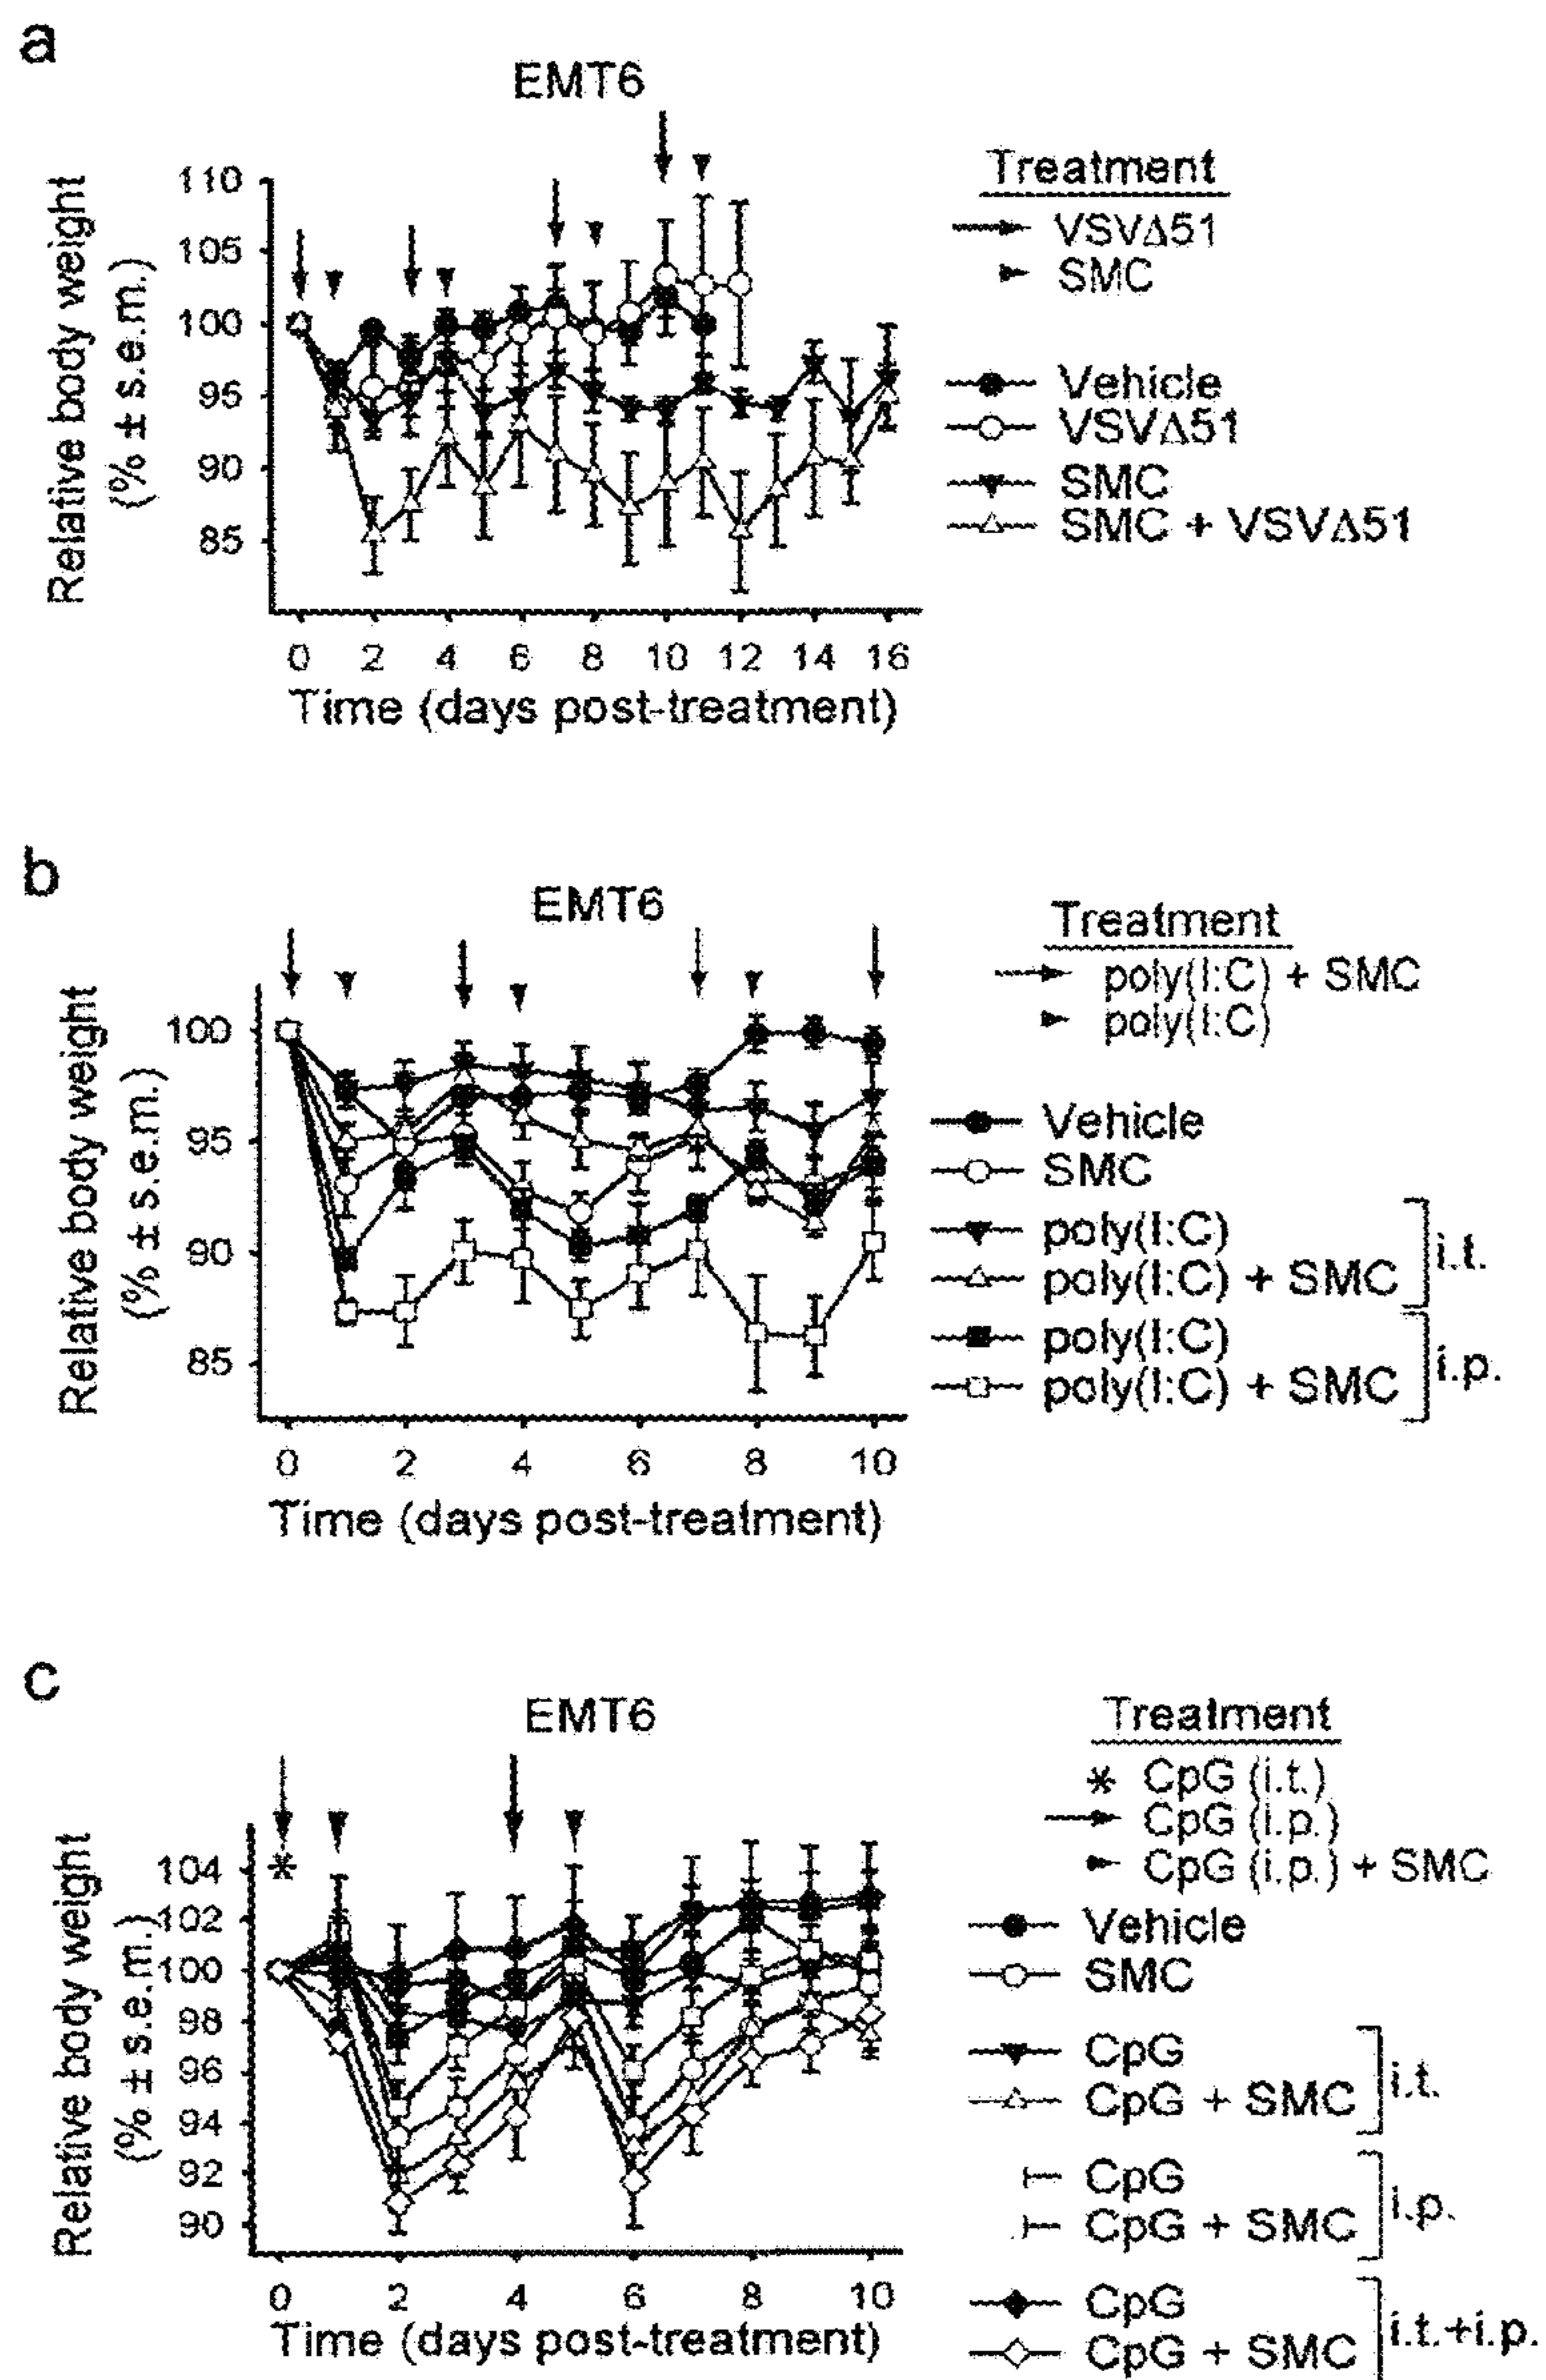 a
EMT6
Relative body weight
(% ± s.e.m.)
110
105
100
95
90
85
0 2 4 6 8 10 12 14 16
Time (days post-treatment)
Treatment
VSVΔ51
SMC
Vehicle
VSVΔ51
SMC
SMC + VSVΔ51
b
EMT6
Relative body weight
(% ± s.e.m.)
100
95
90
85
0 2 4 6 8 10
Time (days post-treatment)
Treatment
poly(I:C) + SMC
poly(I:C)
Vehicle
SMC
poly(I:C)
poly(I:C) + SMC
i.t.
poly(I:C)
poly(I:C) + SMC
i.p.
c
EMT6
Relative body weight
(% ± s.e.m.)
104
102
100
98
96
94
92
90
0 2 4 6 8 10
Time (days post-treatment)
Treatment
* CpG (i.t.)
CpG (i.p.)
CpG (i.p.) + SMC
Vehicle
SMC
CpG
CpG + SMC
i.t.
CpG
CpG + SMC
i.p.
CpG
CpG + SMC
i.t.+i.p.